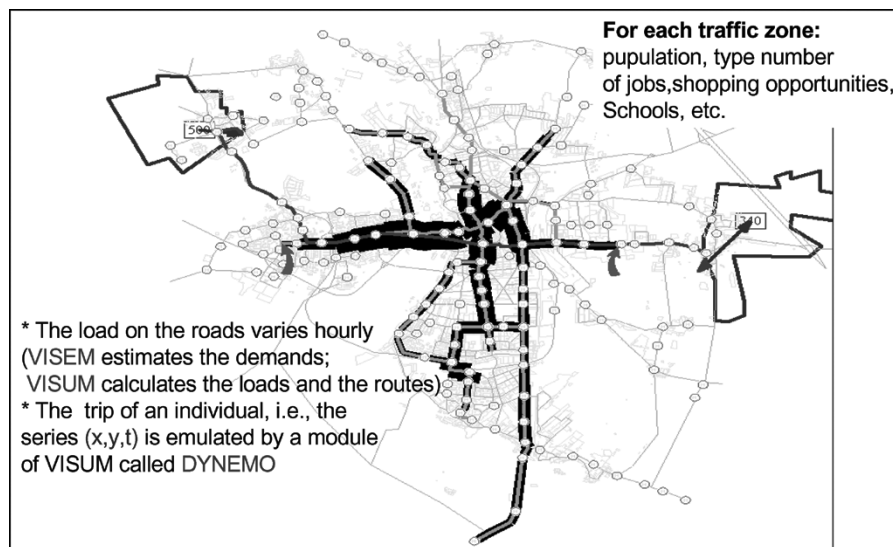 For each traffic zone:
pupulation, type number
of jobs,shopping opportunities,
Schools, etc.
500
340
* The load on the roads varies hourly
(VISEM estimates the demands;
VISUM calculates the loads and the routes)
* The trip of an individual, i.e., the
series (x,y,t) is emulated by a module
of VISUM called DYNEMO